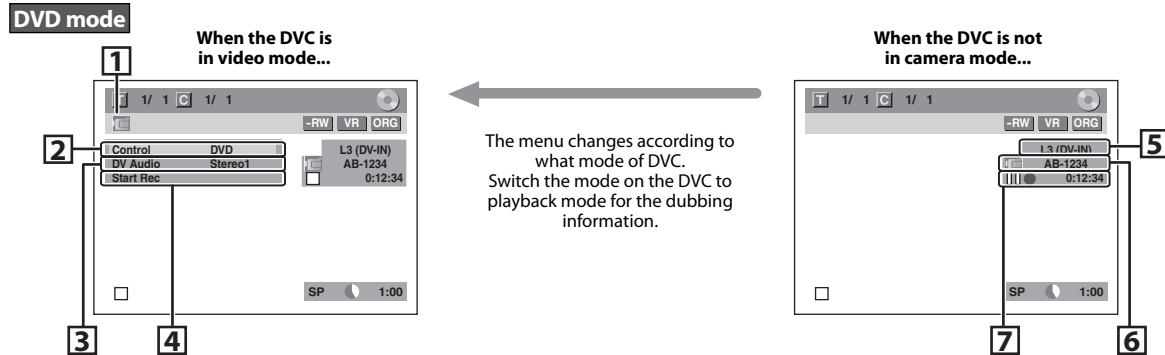 DVD mode
When the DVC is
in video mode...
1
T 1/ 1 C 1/ 1
-RW VR ORG
2
Control DVD
DV Audio Stereo1
Start Rec
L3 (DV-IN)
AB-1234
0:12:34
SP 1:00
3
4
The menu changes according to
what mode of DVC.
Switch the mode on the DVC to
playback mode for the dubbing
information.
When the DVC is not
in camera mode...
T 1/ 1 C 1/ 1
-RW VR ORG
L3 (DV-IN)
5
AB-1234
0:12:34
SP 1:00
7
6